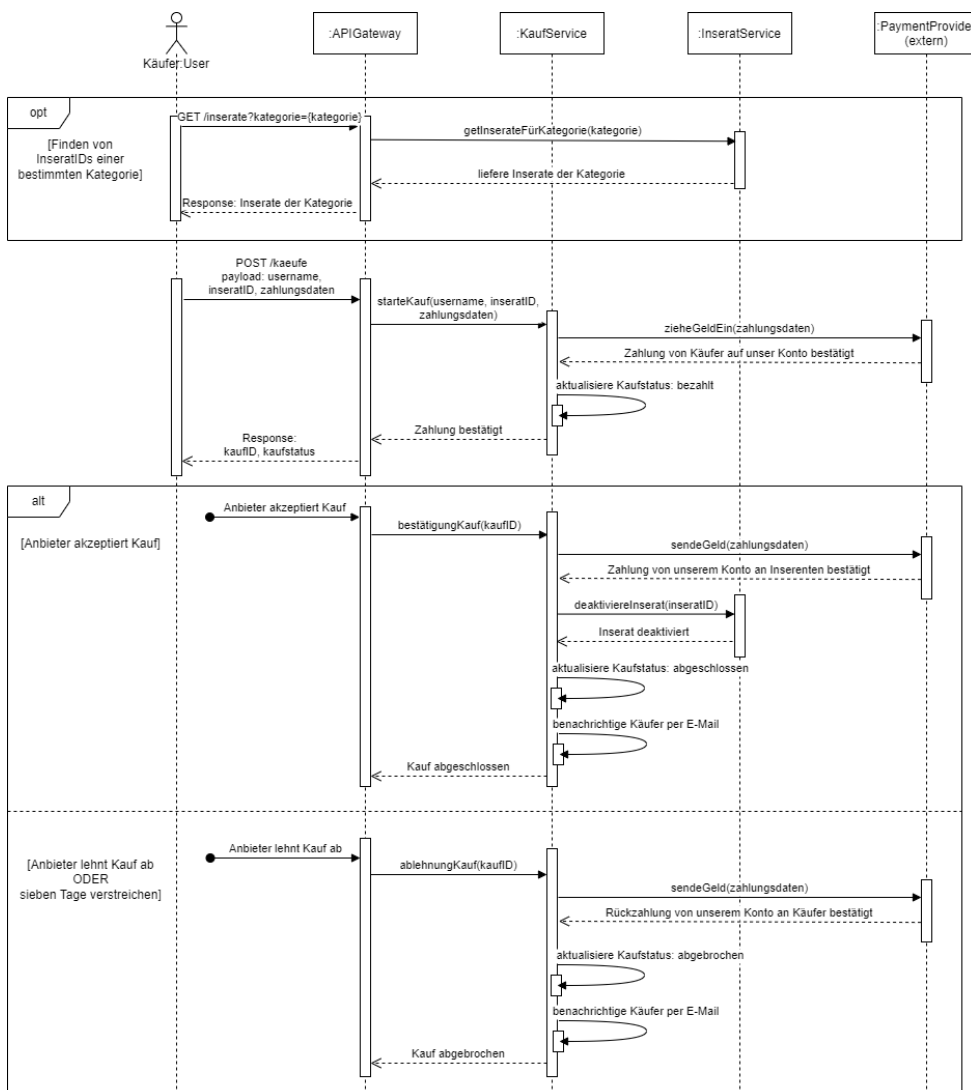 :APIGateway
:KaufService
:InseratService
:PaymentProvide
(extern)
Käufer:User
opt
[Finden von
InseratIDs einer
bestimmten Kategorie]
GET /inserate?kategorie={kategorie}
getInserateFürKategorie(kategorie)
liefere Inserate der Kategorie
Response: Inserate der Kategorie
POST /kaeufe
payload: username,
inseratID, zahlungsdaten
starteKauf(username, inseratID,
zahlungsdaten)
zieheGeldEin(zahlungsdaten)
Zahlung von Käufer auf unser Konto bestätigt
aktualisiere Kaufstatus: bezahlt
Zahlung bestätigt
Response:
kaufID, kaufstatus
alt
[Anbieter akzeptiert Kauf]
Anbieter akzeptiert Kauf
bestätigungKauf(kaufID)
sendeGeld(zahlungsdaten)
Zahlung von unserem Konto an Inserenten bestätigt
deaktiviereInserat(inseratID)
Inserat deaktiviert
aktualisiere Kaufstatus: abgeschlossen
benachrichtige Käufer per E-Mail
Kauf abgeschlossen
[Anbieter lehnt Kauf ab
ODER
sieben Tage verstreichen]
Anbieter lehnt Kauf ab
ablehnungKauf(kaufID)
sendeGeld(zahlungsdaten)
Rückzahlung von unserem Konto an Käufer bestätigt
aktualisiere Kaufstatus: abgebrochen
benachrichtige Käufer per E-Mail
Kauf abgebrochen